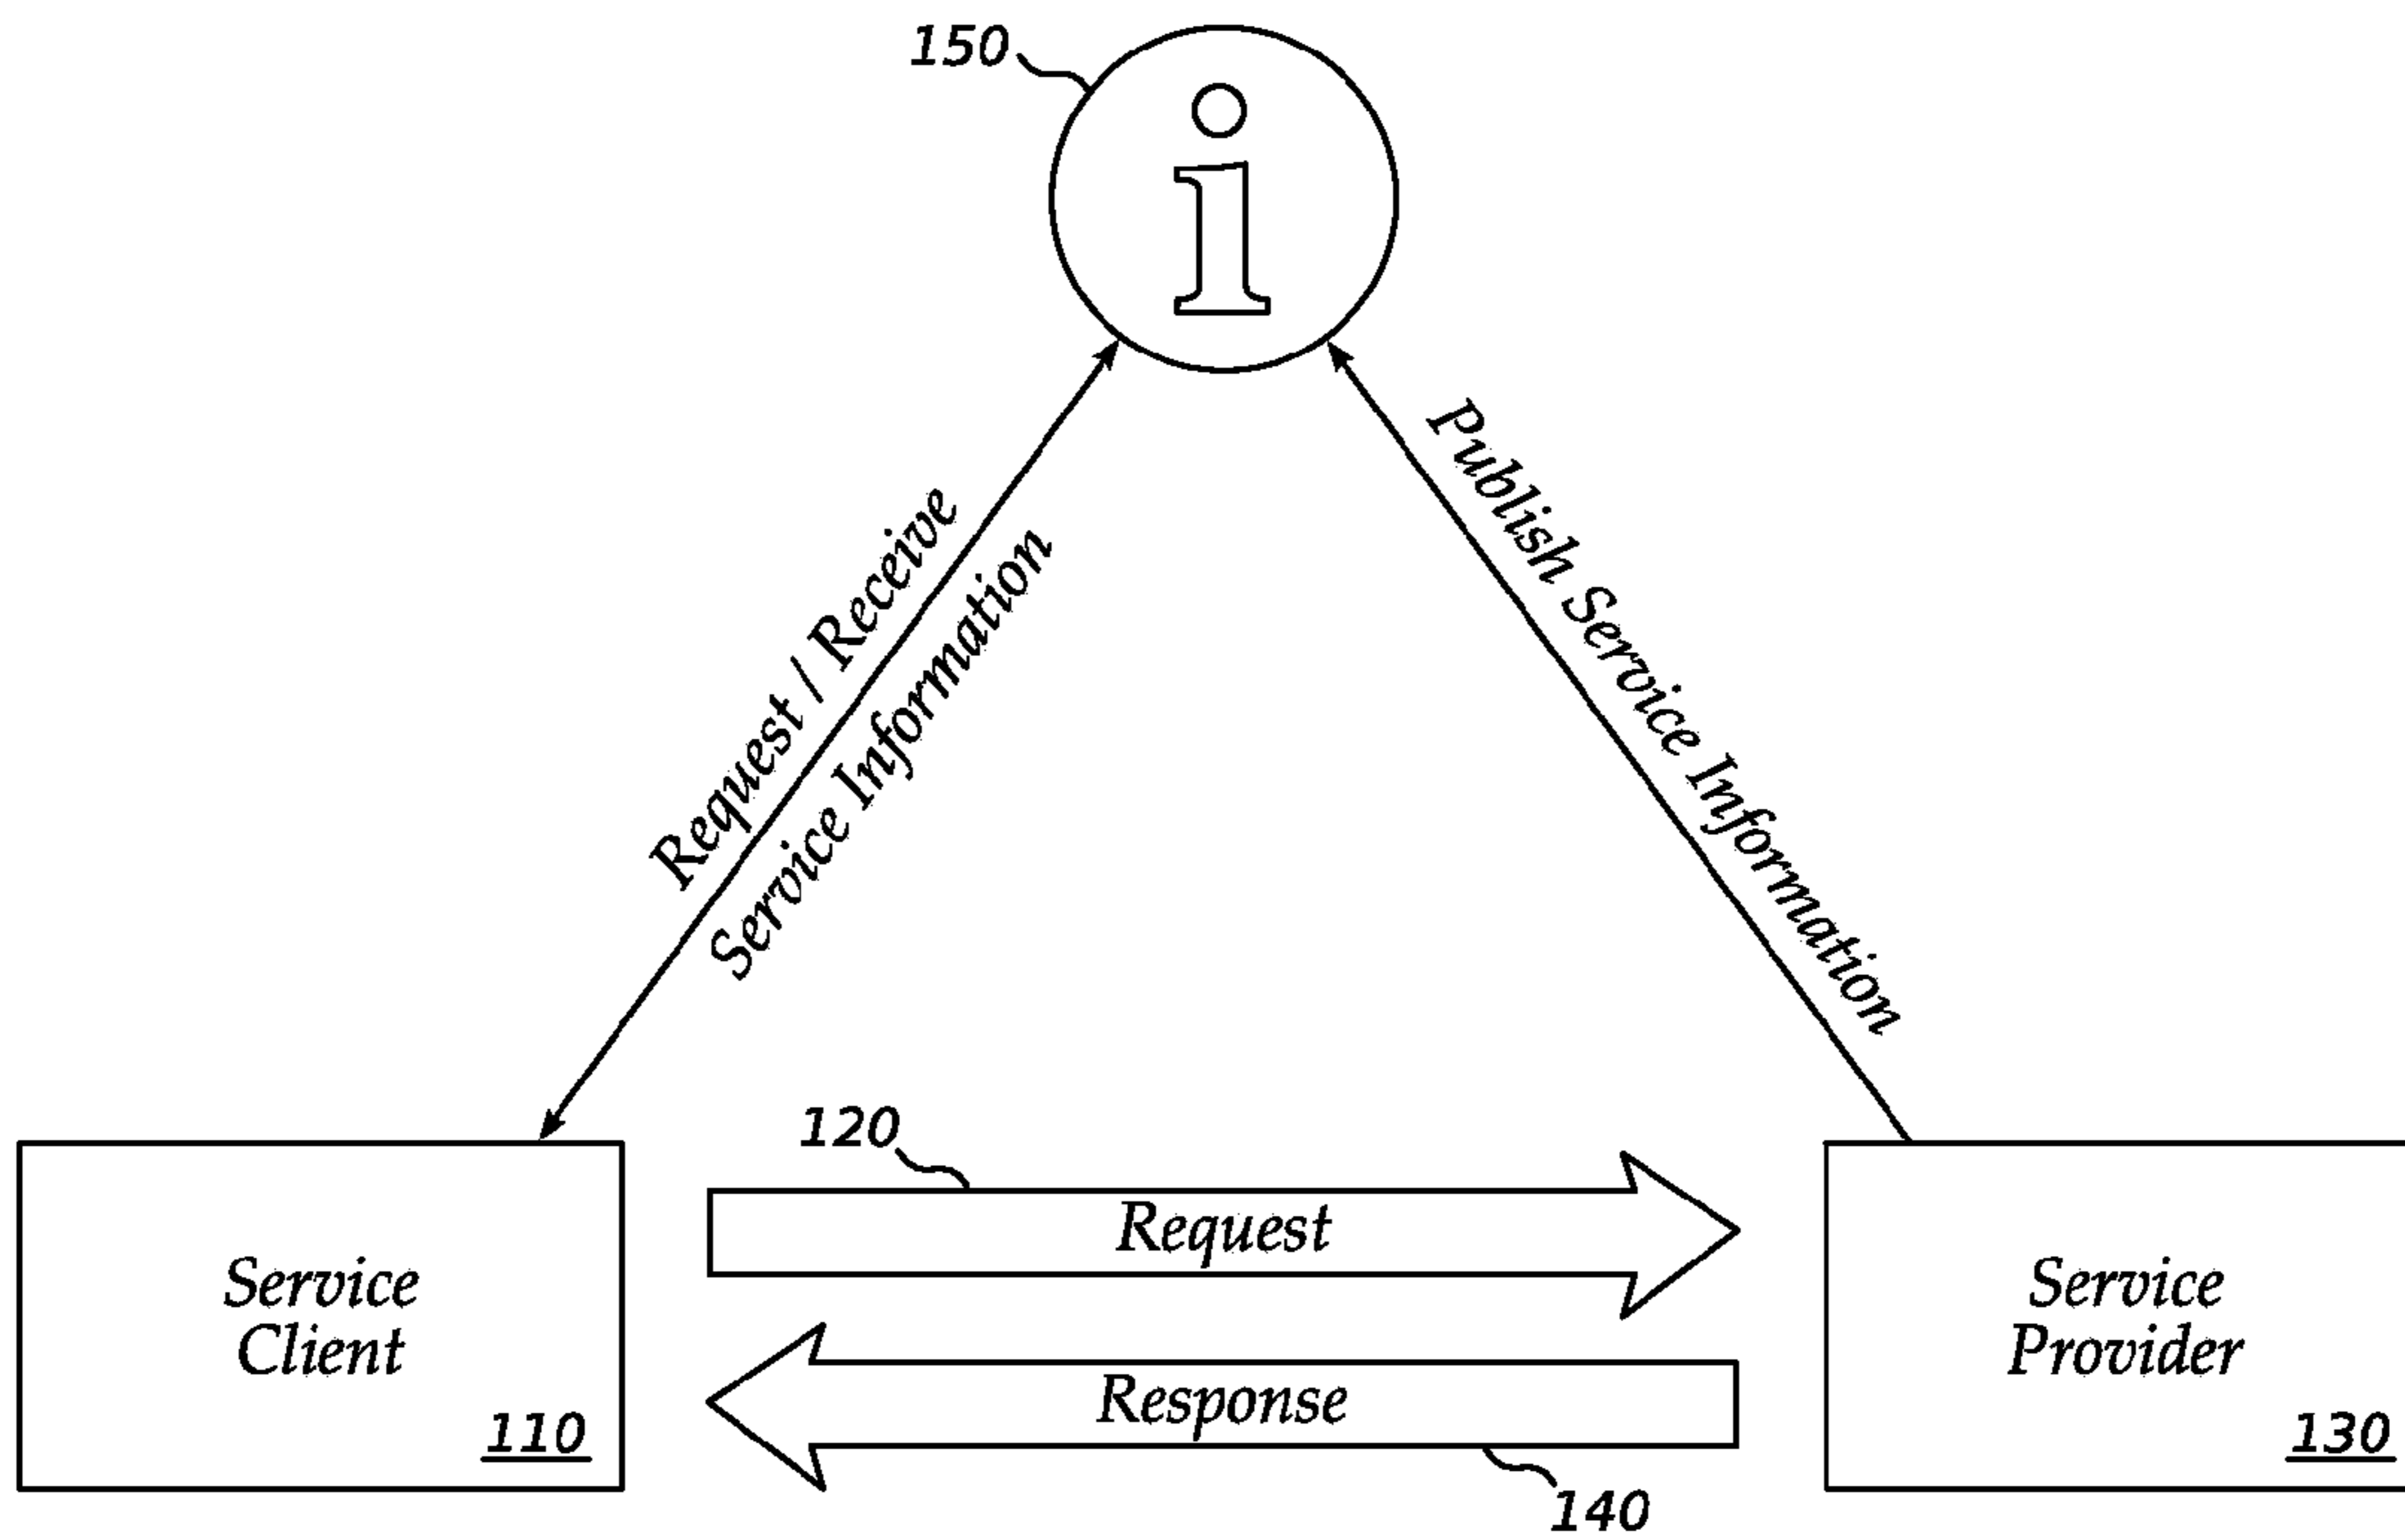 150
i
Request / Receive
Service Information
Publish Service Information
120
Request
Service
Client
110
Response
140
Service
Provider
130